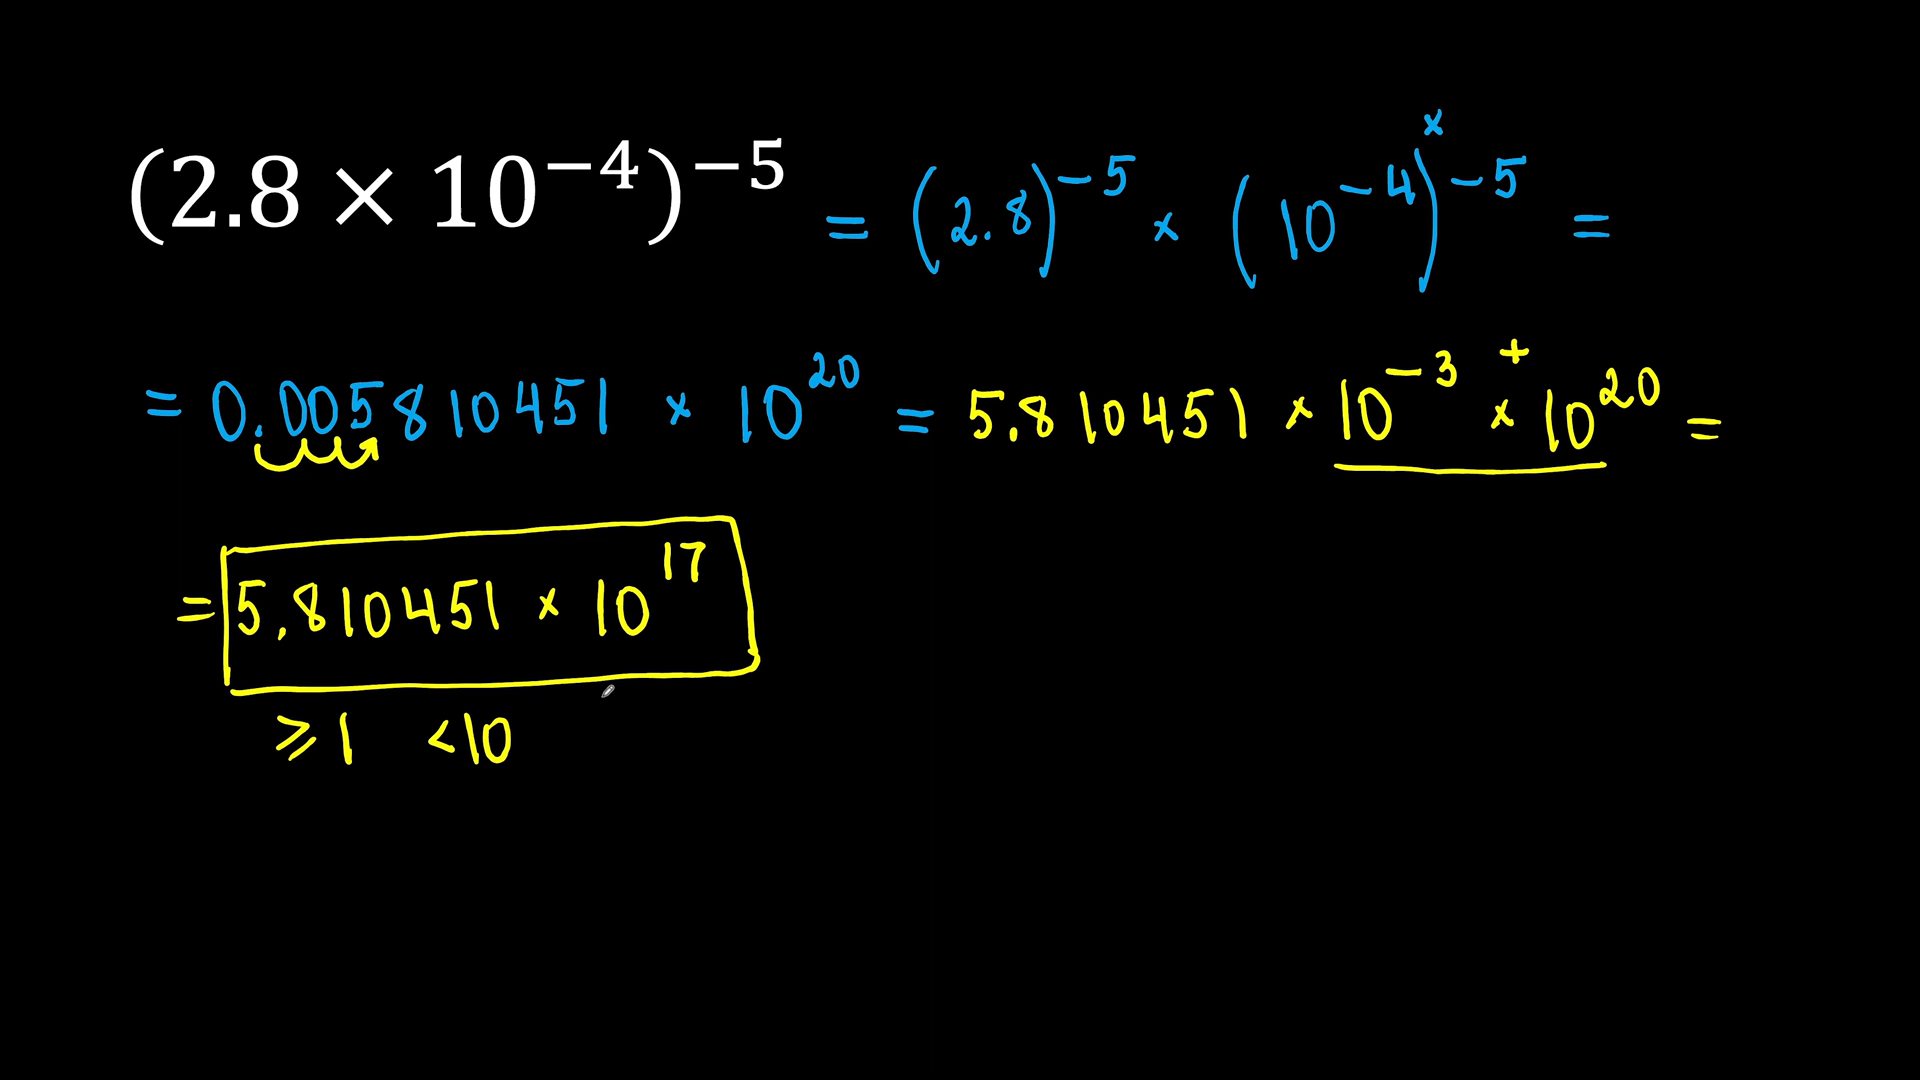 (2.8 × 10⁻⁴)⁻⁵ = (2.8)⁻⁵ × (10⁻⁴)ˣ⁻⁵ =
= 0.005810451 × 10²⁰ = 5.810451 × 10⁻³ ⁺ × 10²⁰ =
= 5.810451 × 10¹⁷
≥ 1 < 10